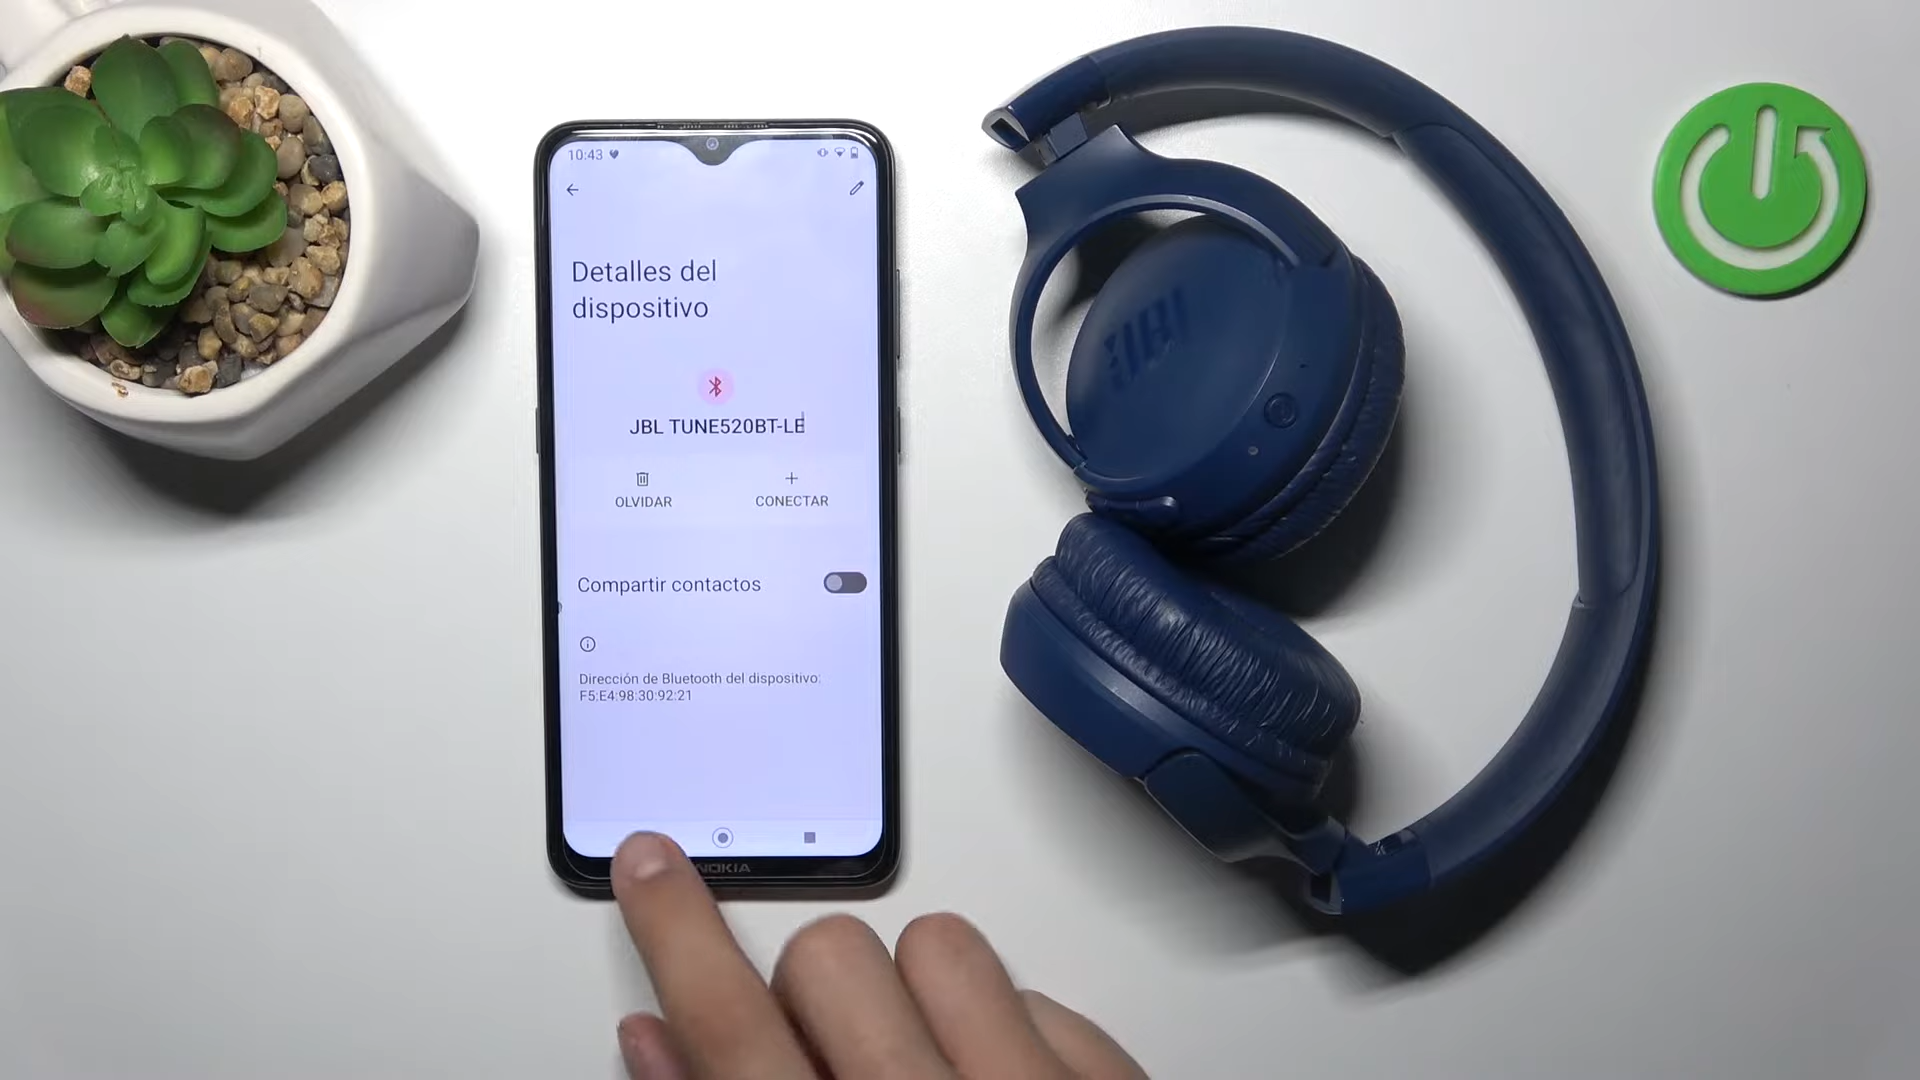 10:43
Detalles del
dispositivo
JBL TUNE520BT-LE
OLVIDAR
CONECTAR
Compartir contactos
Dirección de Bluetooth del dispositivo:
F5:E4:98:30:92:21
NOKIA
JBL